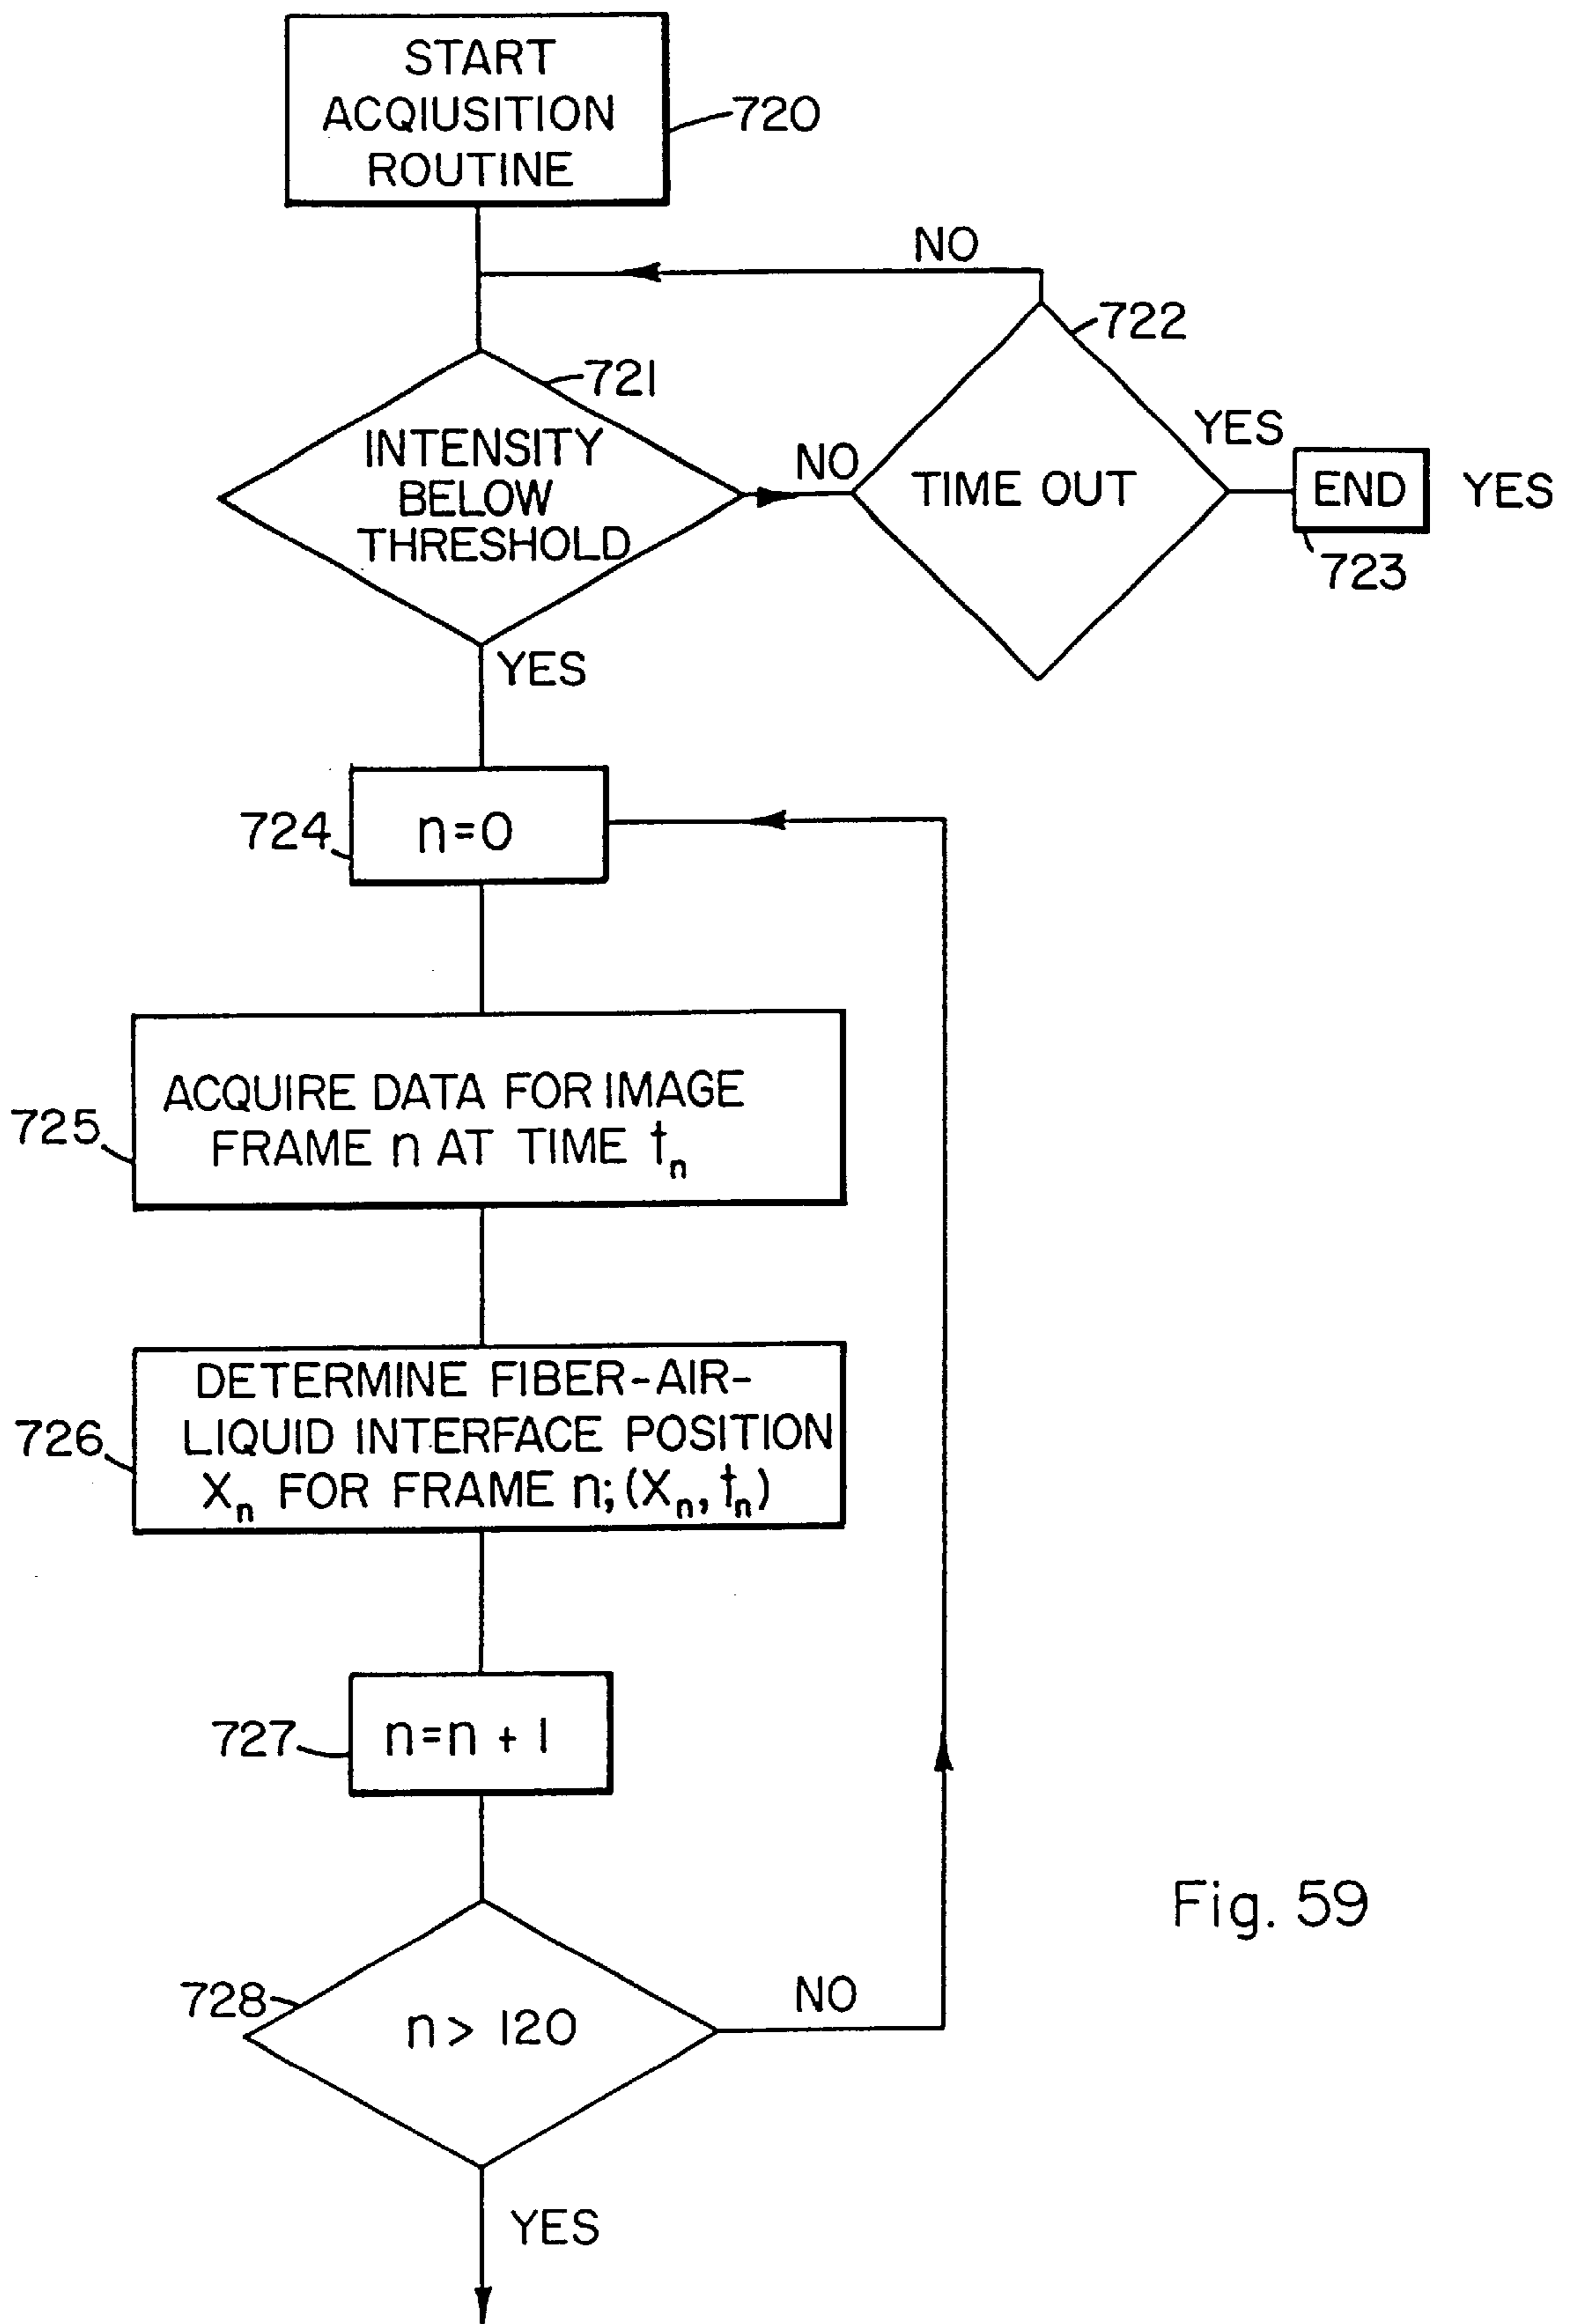 START
ACQIUSITION
ROUTINE
720
NO
722
721
INTENSITY
BELOW
THRESHOLD
NO
TIME OUT
YES
END
YES
723
YES
724
n=0
725
ACQUIRE DATA FOR IMAGE
FRAME n AT TIME tₙ
726
DETERMINE FIBER-AIR-
LIQUID INTERFACE POSITION
Xₙ FOR FRAME n; (Xₙ, tₙ)
727
n=n + 1
728
n > 120
NO
YES
Fig. 59